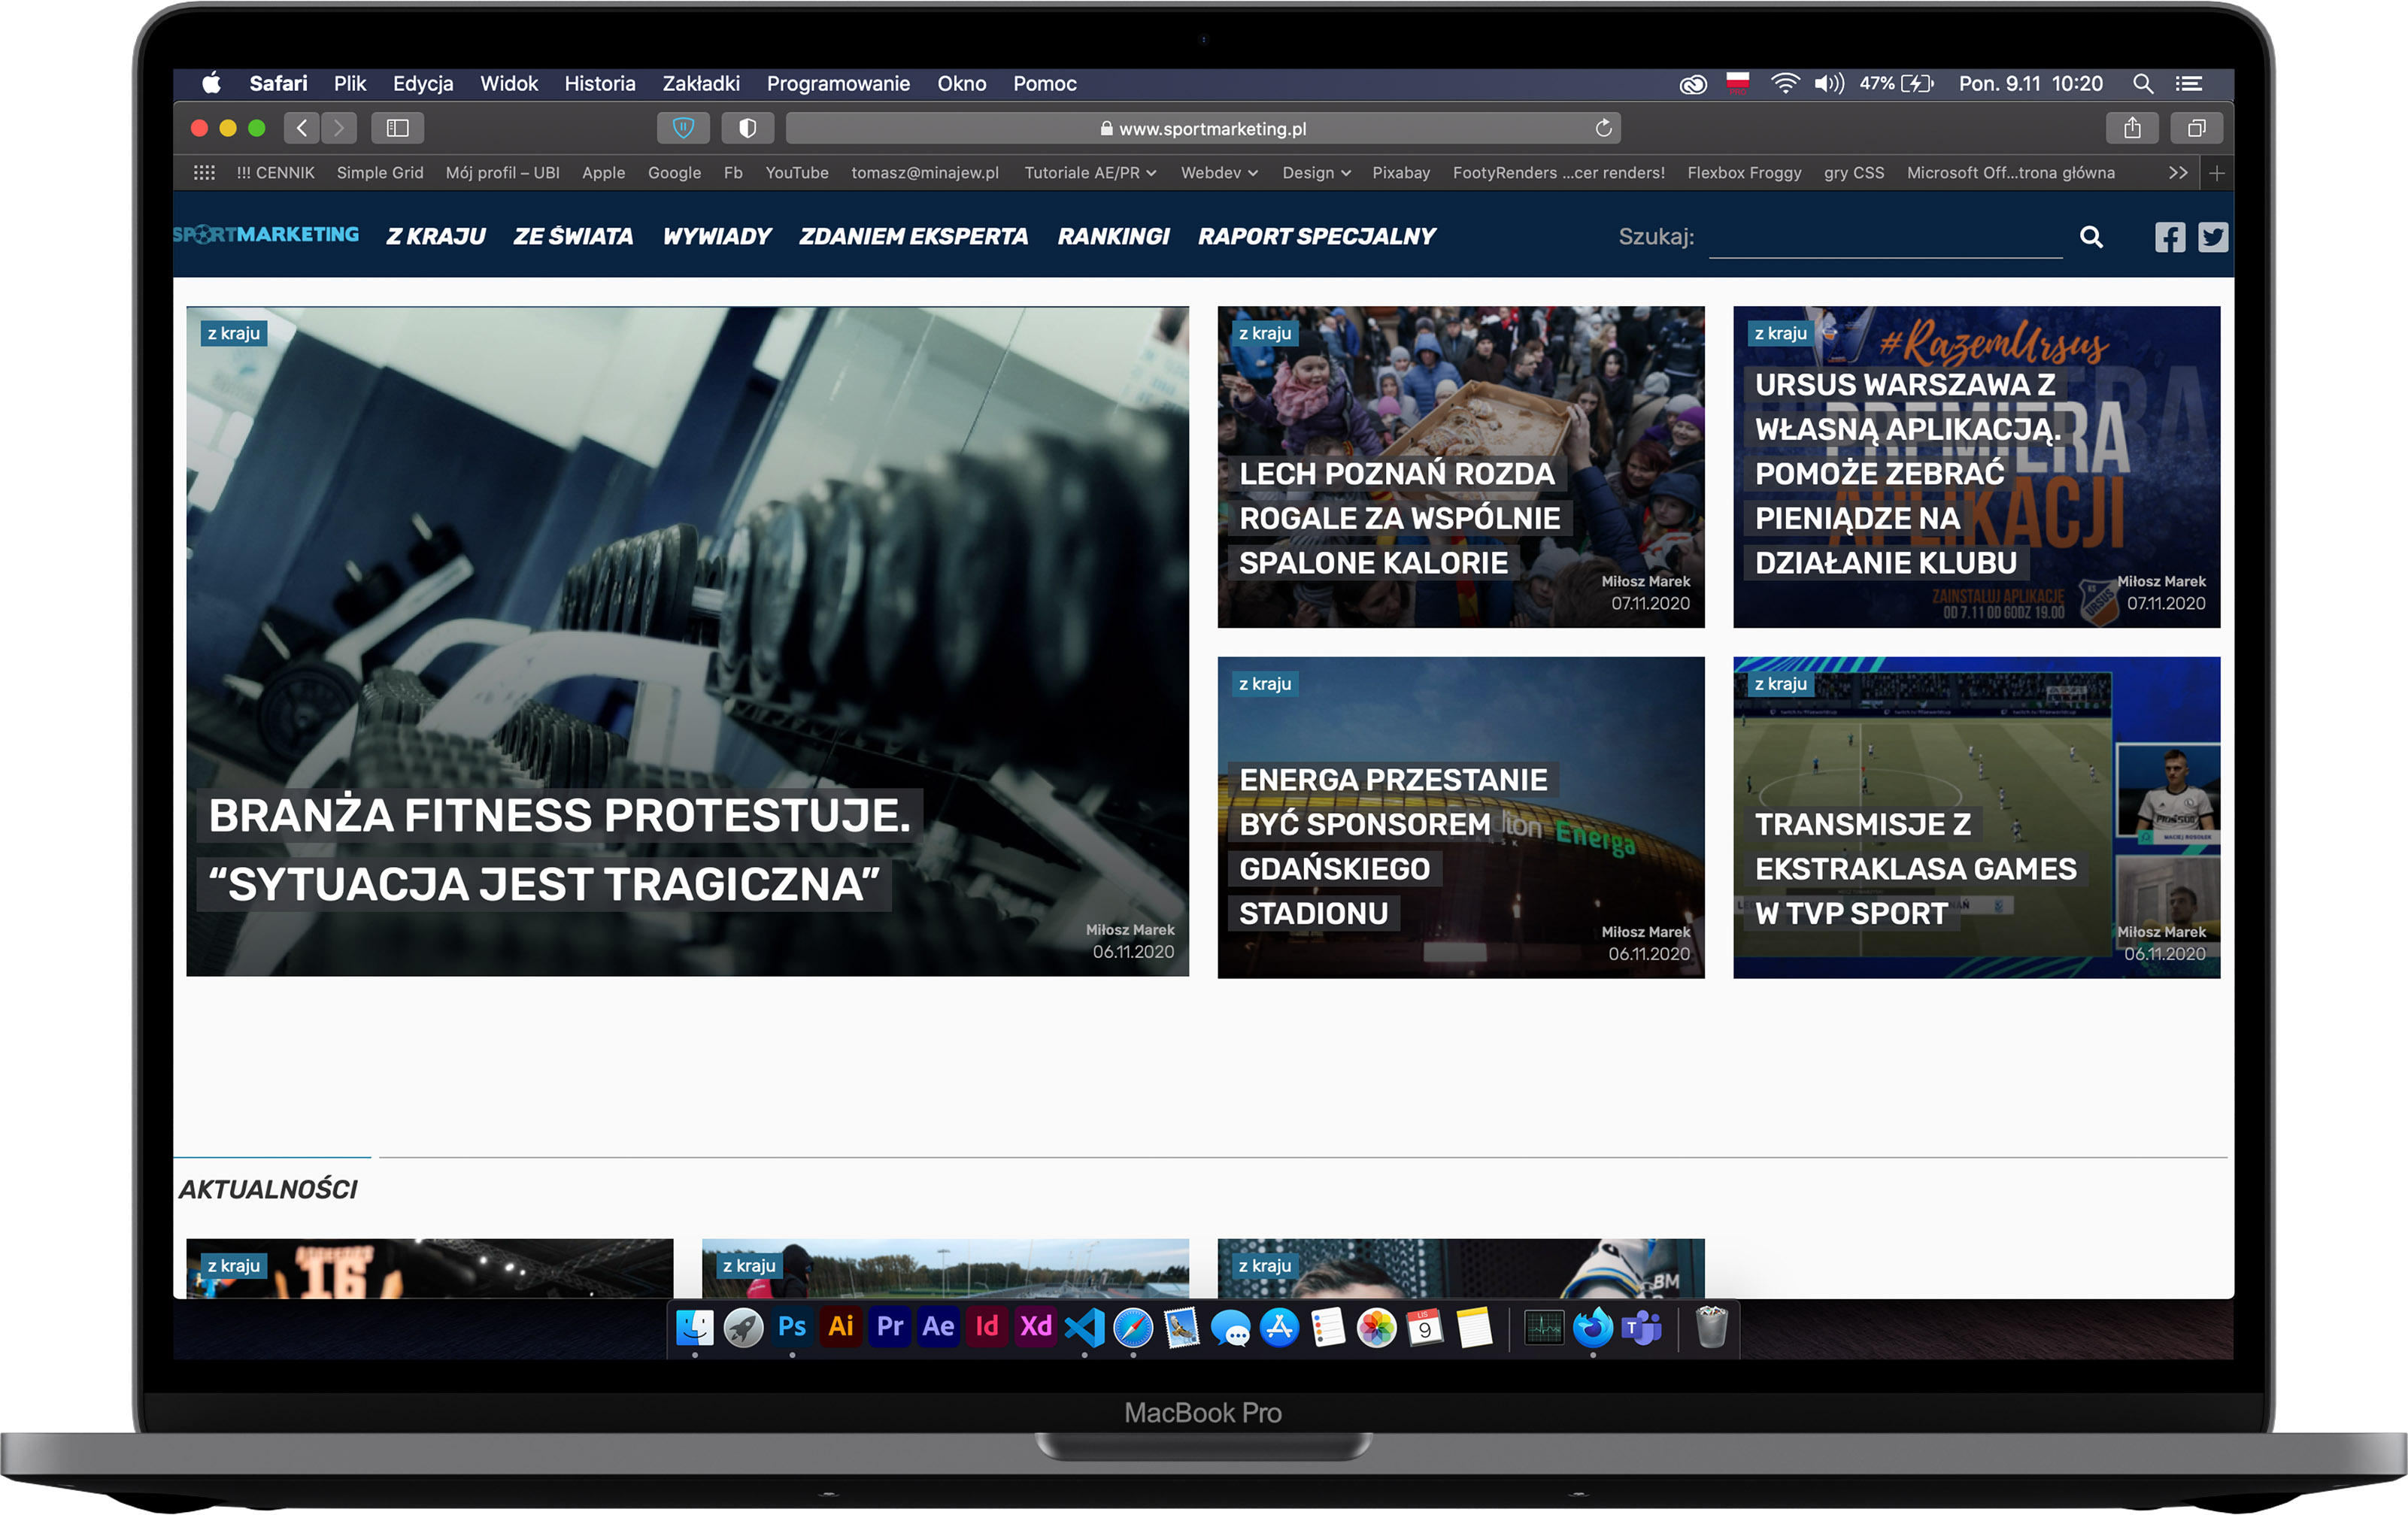 Safari Plik Edycja Widok Historia Zakładki Programowanie Okno Pomoc 47% Pon. 9.11 10:20
www.sportmarketing.pl
!!! CENNIK Simple Grid Mój profil – UBI Apple Google Fb YouTube tomasz@minajew.pl Tutoriale AE/PR Webdev Design Pixabay FootyRenders ...cer renders! Flexbox Froggy gry CSS Microsoft Off...trona główna
SPORTMARKETING Z KRAJU ZE ŚWIATA WYWIADY ZDANIEM EKSPERTA RANKINGI RAPORT SPECJALNY Szukaj:
z kraju
BRANŻA FITNESS PROTESTUJE.
“SYTUACJA JEST TRAGICZNA”
Miłosz Marek
06.11.2020
z kraju
LECH POZNAŃ ROZDA
ROGALE ZA WSPÓLNIE
SPALONE KALORIE
Miłosz Marek
07.11.2020
z kraju
#RazemUrsus
URSUS WARSZAWA Z
PREMIERA
WŁASNĄ APLIKACJĄ.
POMOŻE ZEBRAĆ
APLIKACJI
PIENIĄDZE NA
DZIAŁANIE KLUBU
ZAINSTALUJ APLIKACJĘ
OD 7.11 OD GODZ 19.00
KS URSUS
Miłosz Marek
07.11.2020
z kraju
ENERGA PRZESTANIE
BYĆ SPONSOREM
Energa
GDAŃSKIEGO
STADIONU
Miłosz Marek
06.11.2020
z kraju
TRANSMISJE Z
EKSTRAKLASA GAMES
W TVP SPORT
Miłosz Marek
06.11.2020
AKTUALNOŚCI
z kraju
16
z kraju
z kraju
BM
Ps Ai Pr Ae Id Xd LIS 9 T
MacBook Pro